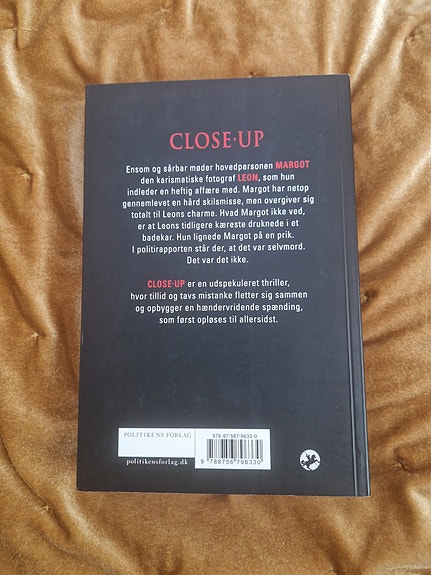 CLOSE·UP
Ensom og sårbar møder hovedpersonen MARGOT
den karismatiske fotograf LEON, som hun
indleder en heftig affære med. Margot har netop
gennemlevet en hård skilsmisse, men overgiver sig
totalt til Leons charme. Hvad Margot ikke ved,
er at Leons tidligere kæreste druknede i et
badekar. Hun lignede Margot på en prik.
I politirapporten står der, at det var selvmord.
Det var det ikke.
CLOSE·UP er en udspekuleret thriller,
hvor tillid og tavs mistanke fletter sig sammen
og opbygger en hændervridende spænding,
som først opløses til allersidst.
POLITIKENS FORLAG
politikensforlag.dk
9 788756 796330